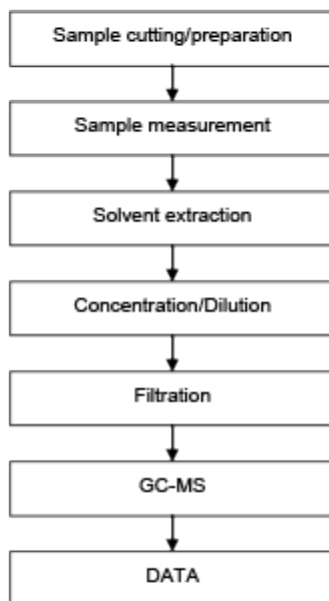 Sample cutting/preparation
Sample measurement
Solvent extraction
Concentration/Dilution
Filtration
GC-MS
DATA